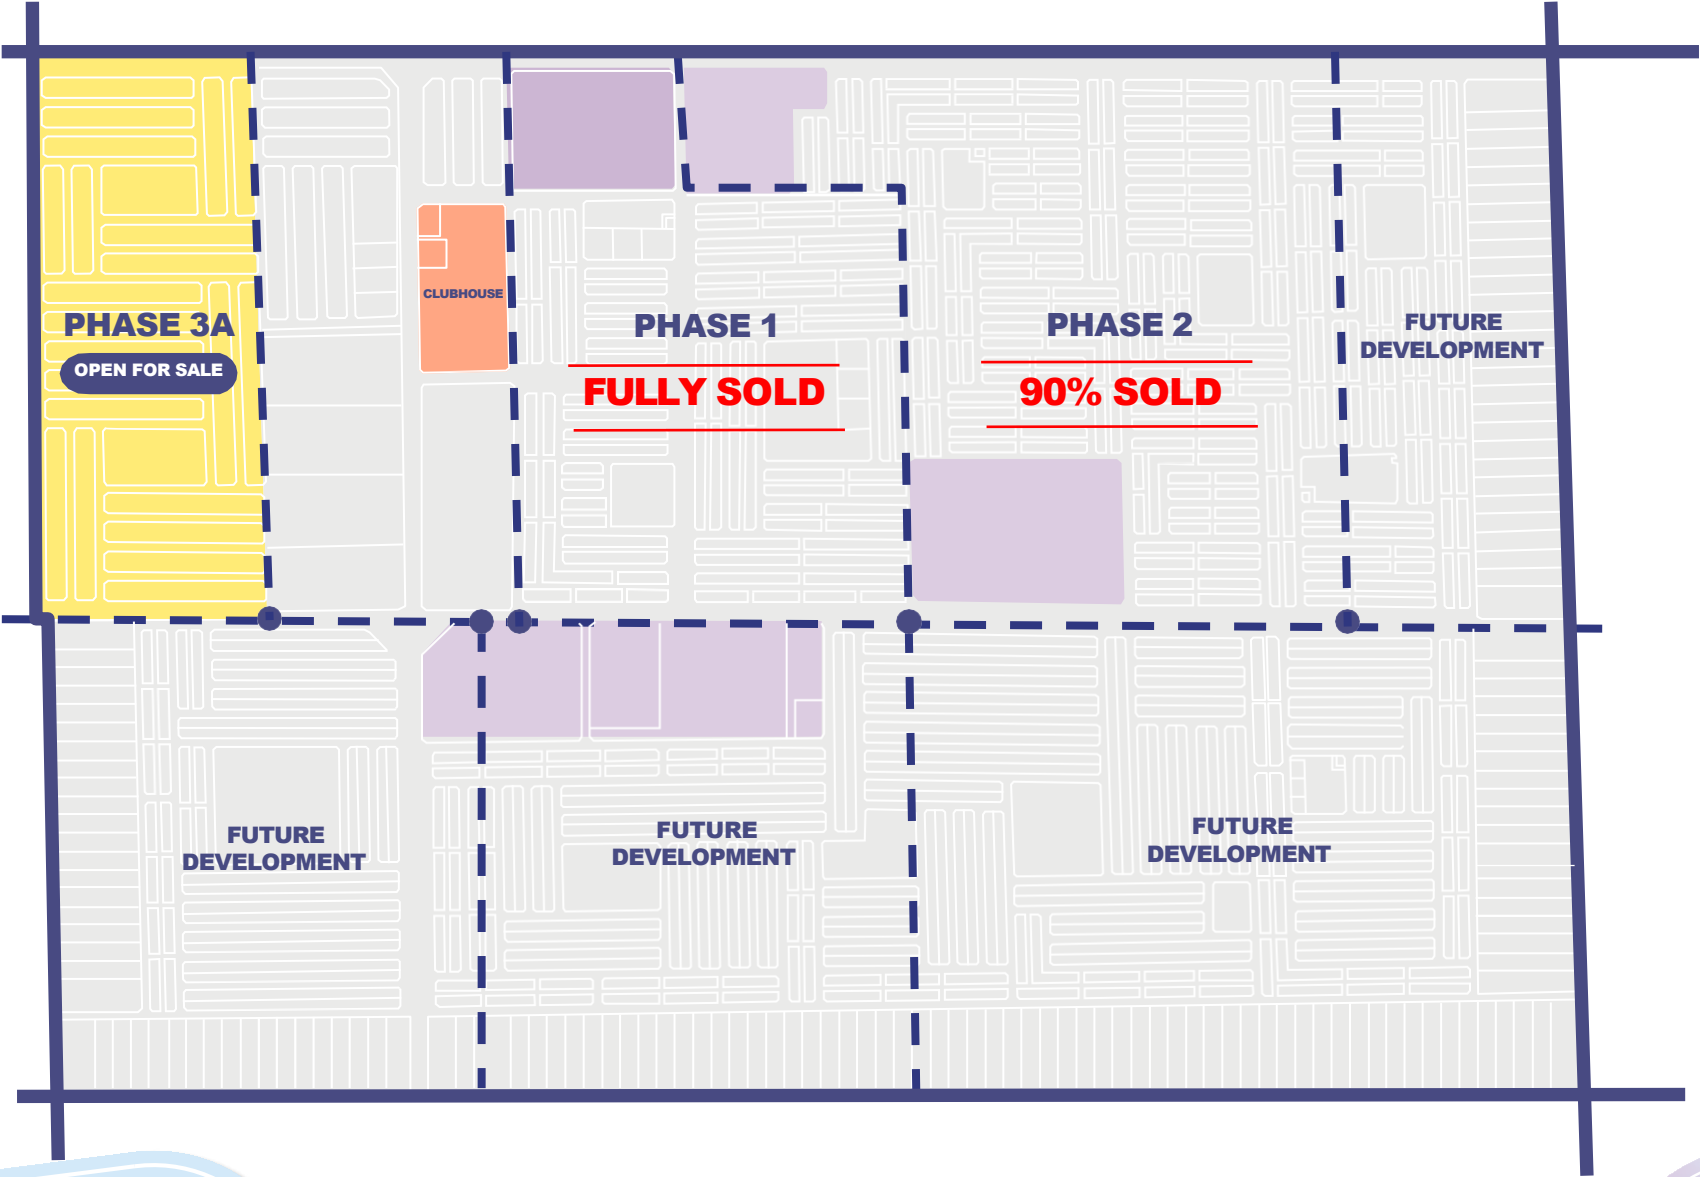 CLUBHOUSE
PHASE 3A
OPEN FOR SALE
PHASE 1
FULLY SOLD
PHASE 2
90% SOLD
FUTURE
DEVELOPMENT
FUTURE
DEVELOPMENT
FUTURE
DEVELOPMENT
FUTURE
DEVELOPMENT